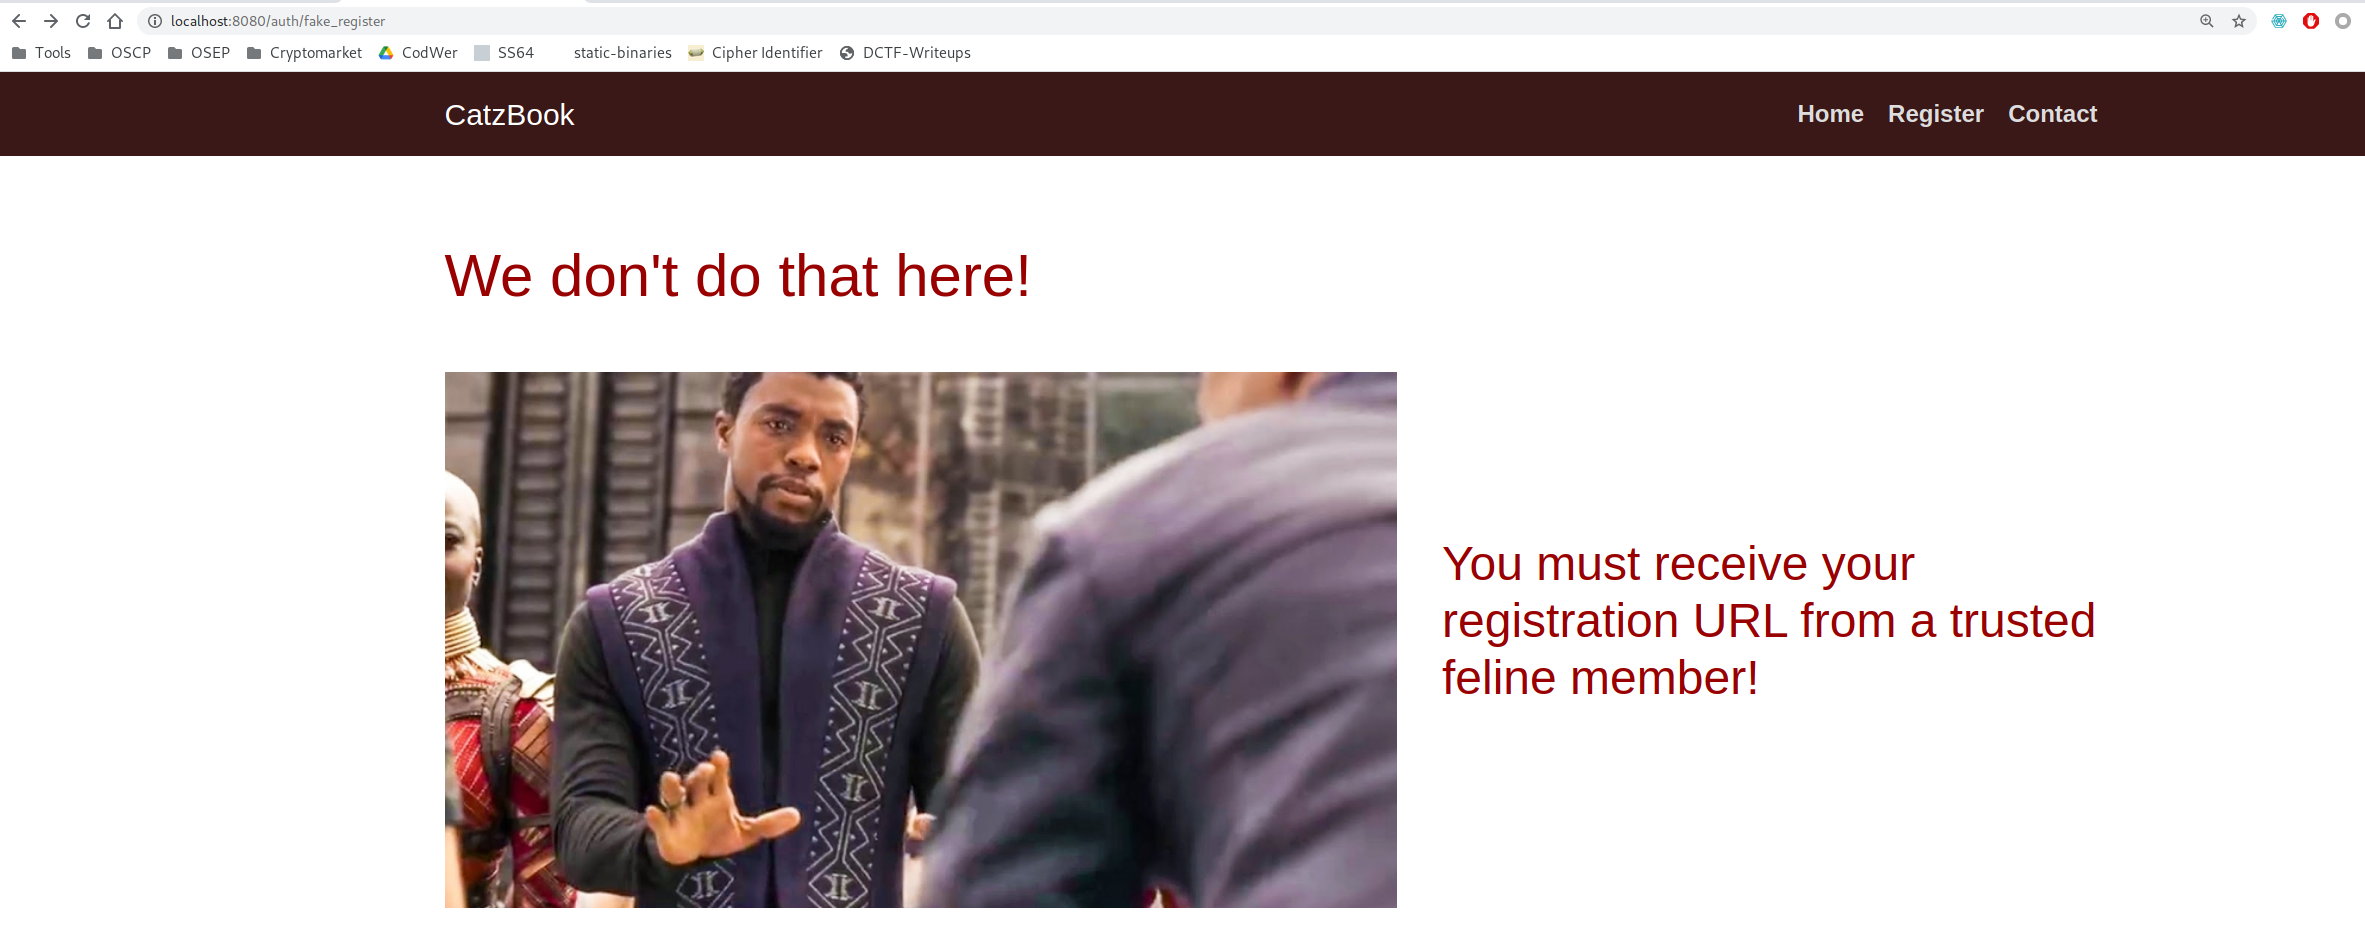 localhost:8080/auth/fake_register
Tools OSCP OSEP Cryptomarket CodWer SS64 static-binaries Cipher Identifier DCTF-Writeups
CatzBook Home Register Contact
We don't do that here!
You must receive your
registration URL from a trusted
feline member!